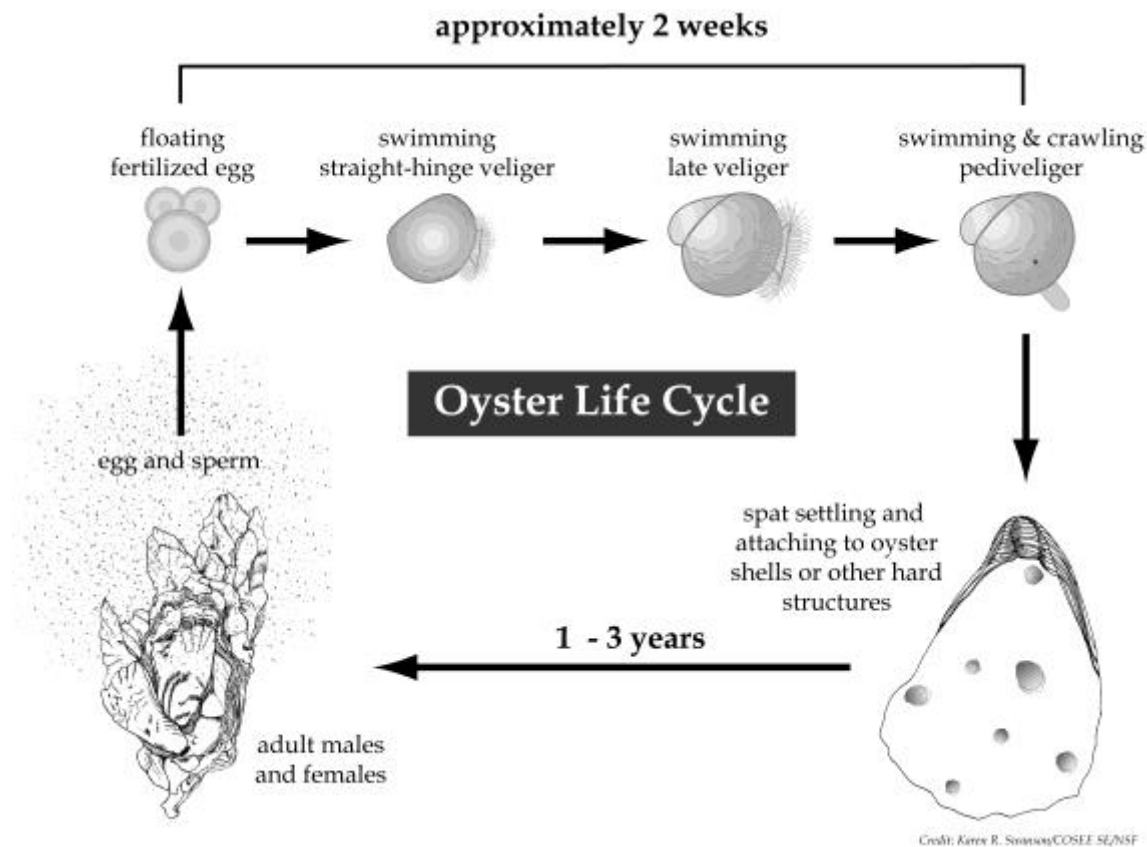 approximately 2 weeks
floating
fertilized egg
swimming
straight-hinge veliger
swimming
late veliger
swimming & crawling
pediveliger
Oyster Life Cycle
egg and sperm
spat settling and
attaching to oyster
shells or other hard
structures
1 - 3 years
adult males
and females
Credit: Karen R. Swanson/COSEE SE/NSF